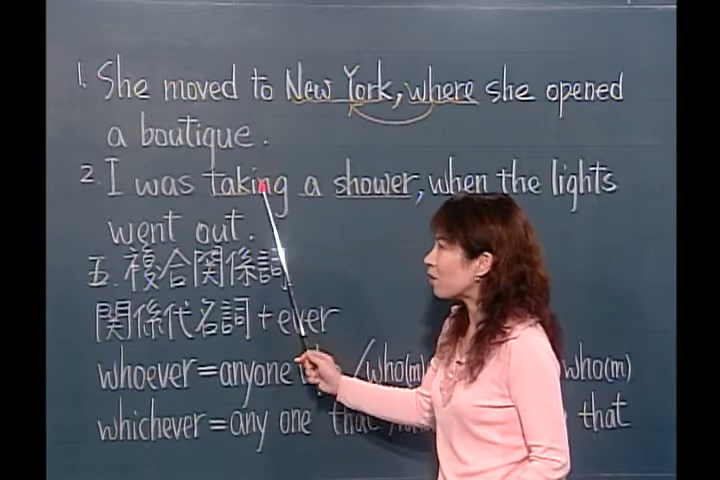 1. She moved to New York, where she opened
a boutique.
2. I was taking a shower, when the lights
went out.
五. 複合関係詞
関係代名詞+ever
whoever=anyone /who(m) who(m)
whichever=any one that that